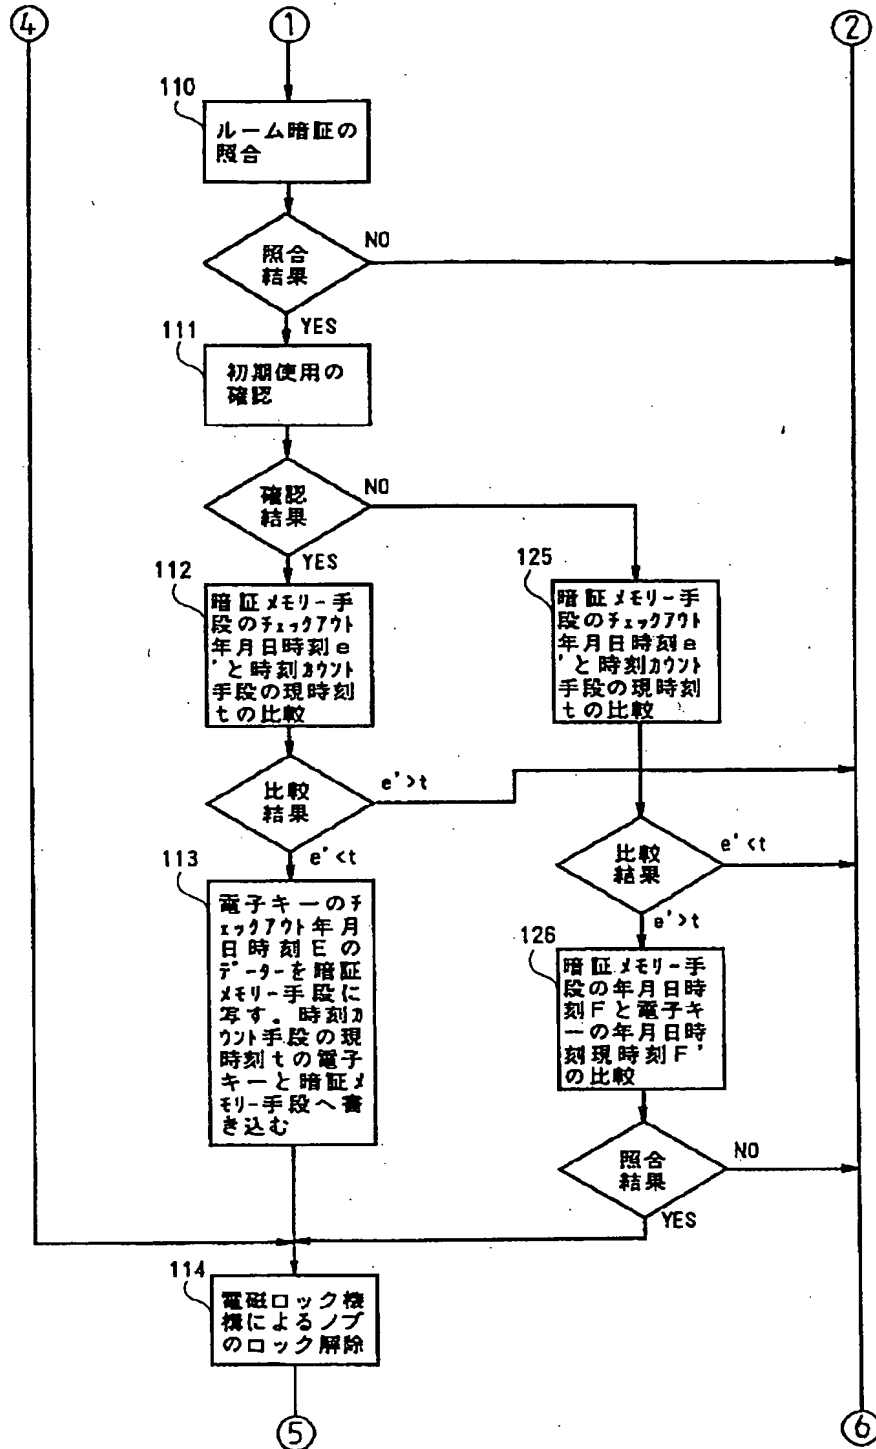 ④
①
②
110
ルーム暗証の
照合
照合
結果
NO
YES
111
初期使用の
確認
確認
結果
NO
YES
112
暗証メモリー手
段のチェックアウト
年月日時刻e
'と時刻カウント
手段の現時刻
tの比較
125
暗証メモリー手
段のチェックアウト
年月日時刻e
'と時刻カウント
手段の現時刻
tの比較
比較
結果
e'>t
e'<t
比較
結果
e'<t
e'>t
113
電子キーのチ
ェックアウト年月
日時刻Eの
データーを暗証
メモリー手段に
写す。時刻カ
ウント手段の現
時刻tの電子
キーと暗証メ
モリー手段へ書
き込む
126
暗証メモリー手
段の年月日時
刻Fと電子キ
ーの年月日時
刻現時刻F'
の比較
照合
結果
NO
YES
114
電磁ロック機
構によるノブ
のロック解除
⑤
⑥